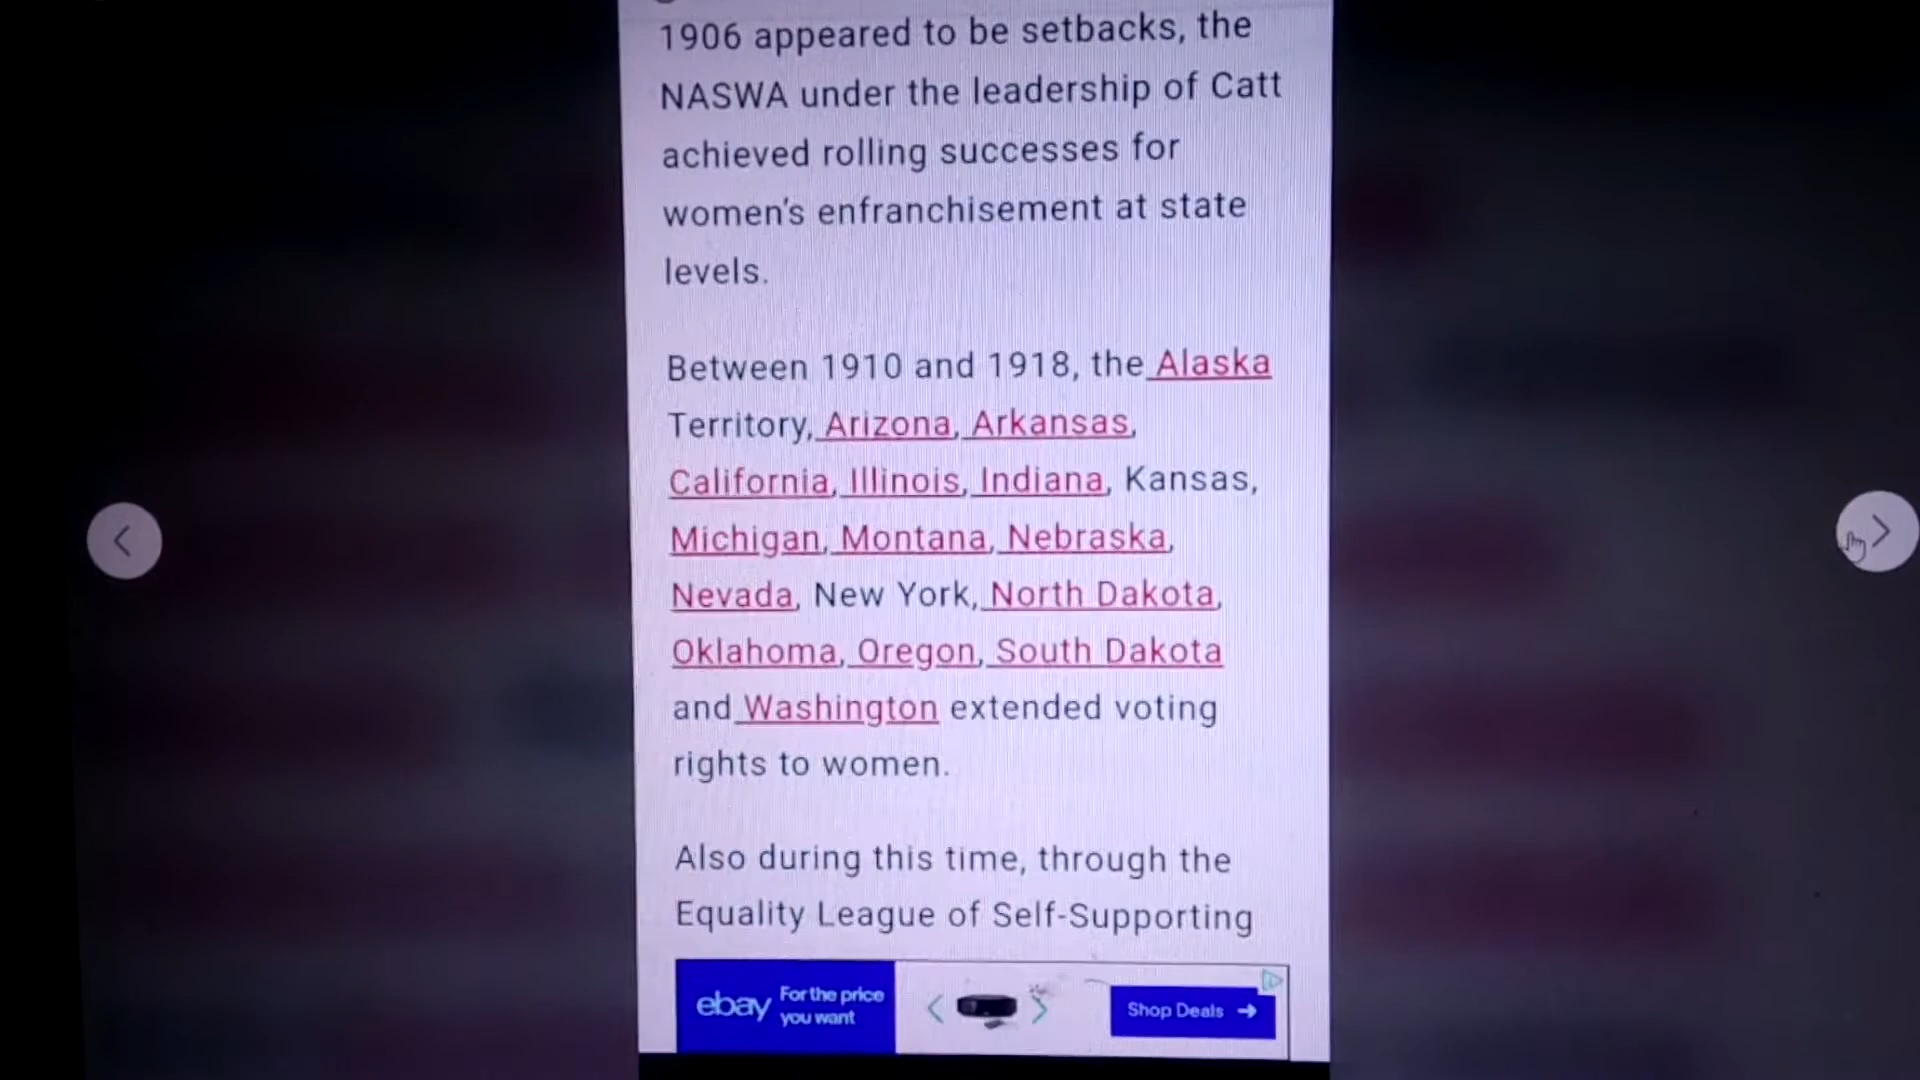 1906 appeared to be setbacks, the
NASWA under the leadership of Catt
achieved rolling successes for
women's enfranchisement at state
levels.
Between 1910 and 1918, the Alaska
Territory, Arizona, Arkansas,
California, Illinois, Indiana, Kansas,
Michigan, Montana, Nebraska,
Nevada, New York, North Dakota,
Oklahoma, Oregon, South Dakota
and Washington extended voting
rights to women.
Also during this time, through the
Equality League of Self-Supporting
ebay For the price
you want
Shop Deals